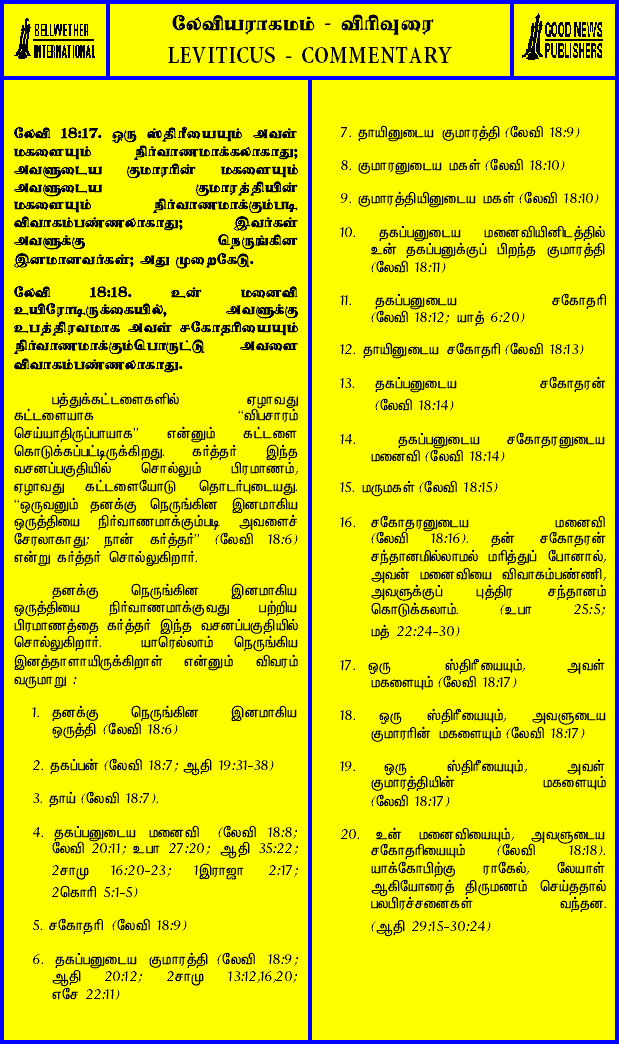 BELLWETHER
INTERNATIONAL
லேவியராகமம் - விரிவுரை
LEVITICUS - COMMENTARY
GOOD NEWS
PUBLISHERS
லேவி 18:17. ஒரு ஸ்திரீயையும் அவள்
மகளையும் நிர்வாணமாக்கலாகாது;
அவளுடைய குமாரரின் மகளையும்
அவளுடைய குமாரத்தியின்
மகளையும் நிர்வாணமாக்கும்படி
விவாகம்பண்ணலாகாது; இவர்கள்
அவளுக்கு நெருங்கின
இனமானவர்கள்; அது முறைகேடு.
லேவி 18:18. உன் மனைவி
உயிரோடிருக்கையில், அவளுக்கு
உபத்திரவமாக அவள் சகோதரியையும்
நிர்வாணமாக்கும்பொருட்டு அவளை
விவாகம்பண்ணலாகாது.
பத்துக்கட்டளைகளில் ஏழாவது
கட்டளையாக “விபசாரம்
செய்யாதிருப்பாயாக” என்னும் கட்டளை
கொடுக்கப்பட்டிருக்கிறது. கர்த்தர் இந்த
வசனப்பகுதியில் சொல்லும் பிரமாணம்,
ஏழாவது கட்டளையோடு தொடர்புடையது.
“ஒருவனும் தனக்கு நெருங்கின இனமாகிய
ஒருத்தியை நிர்வாணமாக்கும்படி அவளைச்
சேரலாகாது; நான் கர்த்தர்” (லேவி 18:6)
என்று கர்த்தர் சொல்லுகிறார்.
தனக்கு நெருங்கின இனமாகிய
ஒருத்தியை நிர்வாணமாக்குவது பற்றிய
பிரமாணத்தை கர்த்தர் இந்த வசனப்பகுதியில்
சொல்லுகிறார். யாரெல்லாம் நெருங்கிய
இனத்தாளாயிருக்கிறாள் என்னும் விவரம்
வருமாறு :
1. தனக்கு நெருங்கின இனமாகிய
ஒருத்தி (லேவி 18:6)
2. தகப்பன் (லேவி 18:7; ஆதி 19:31-38)
3. தாய் (லேவி 18:7).
4. தகப்பனுடைய மனைவி (லேவி 18:8;
லேவி 20:11; உபா 27:20; ஆதி 35:22;
2சாமு 16:20-23; 1இராஜா 2:17;
2கொரி 5:1-5)
5. சகோதரி (லேவி 18:9)
6. தகப்பனுடைய குமாரத்தி (லேவி 18:9;
ஆதி 20:12; 2சாமு 13:12,16,20;
எசே 22:11)
7. தாயினுடைய குமாரத்தி (லேவி 18:9)
8. குமாரனுடைய மகள் (லேவி 18:10)
9. குமாரத்தியினுடைய மகள் (லேவி 18:10)
10. தகப்பனுடைய மனைவியினிடத்தில்
உன் தகப்பனுக்குப் பிறந்த குமாரத்தி
(லேவி 18:11)
11. தகப்பனுடைய சகோதரி
(லேவி 18:12; யாத் 6:20)
12. தாயினுடைய சகோதரி (லேவி 18:13)
13. தகப்பனுடைய சகோதரன்
(லேவி 18:14)
14. தகப்பனுடைய சகோதரனுடைய
மனைவி (லேவி 18:14)
15. மருமகள் (லேவி 18:15)
16. சகோதரனுடைய மனைவி
(லேவி 18:16). தன் சகோதரன்
சந்தானமில்லாமல் மரித்துப் போனால்,
அவன் மனைவியை விவாகம்பண்ணி,
அவளுக்குப் புத்திர சந்தானம்
கொடுக்கலாம். (உபா 25:5;
மத் 22:24-30)
17. ஒரு ஸ்திரீயையும், அவள்
மகளையும் (லேவி 18:17)
18. ஒரு ஸ்திரீயையும், அவளுடைய
குமாரரின் மகளையும் (லேவி 18:17)
19. ஒரு ஸ்திரீயையும், அவள்
குமாரத்தியின் மகளையும்
(லேவி 18:17)
20. உன் மனைவியையும், அவளுடைய
சகோதரியையும் (லேவி 18:18).
யாக்கோபிற்கு ராகேல், லேயாள்
ஆகியோரைத் திருமணம் செய்ததால்
பலபிரச்சனைகள் வந்தன.
(ஆதி 29:15-30:24)